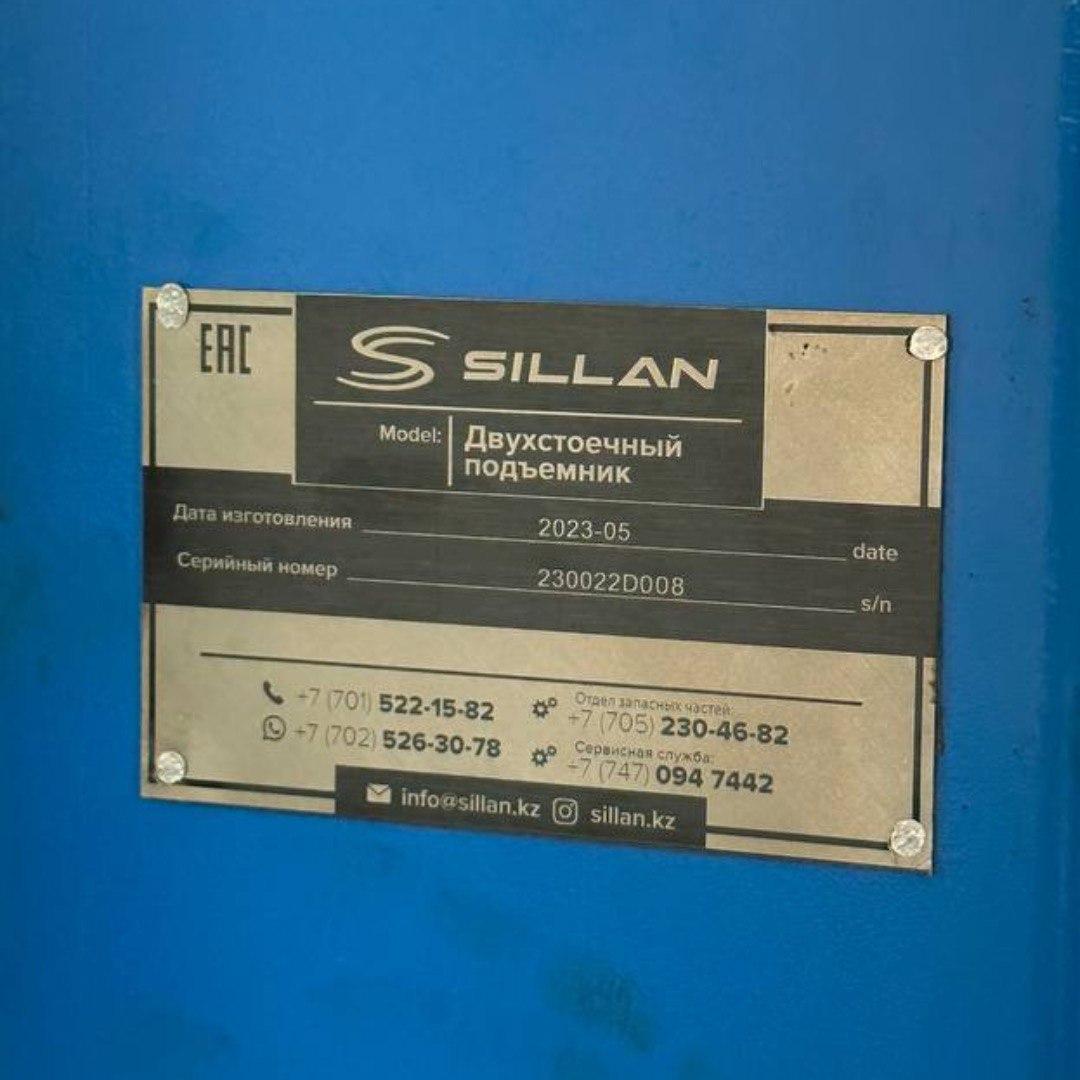 EAC
SILLAN
Model: Двухстоечный
подъемник
Дата изготовления 2023-05 date
Серийный номер 230022D008 s/n
+7 (701) 522-15-82
+7 (702) 526-30-78
Отдел запасных частей:
+7 (705) 230-46-82
Сервисная служба:
+7 (747) 094 7442
info@sillan.kz sillan.kz